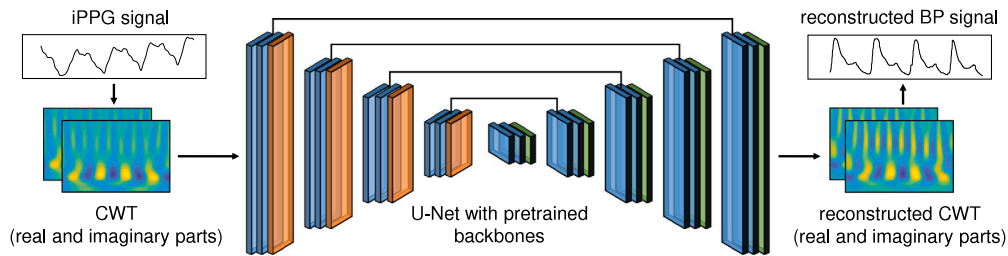 iPPG signal
CWT
(real and imaginary parts)
U-Net with pretrained
backbones
reconstructed BP signal
reconstructed CWT
(real and imaginary parts)